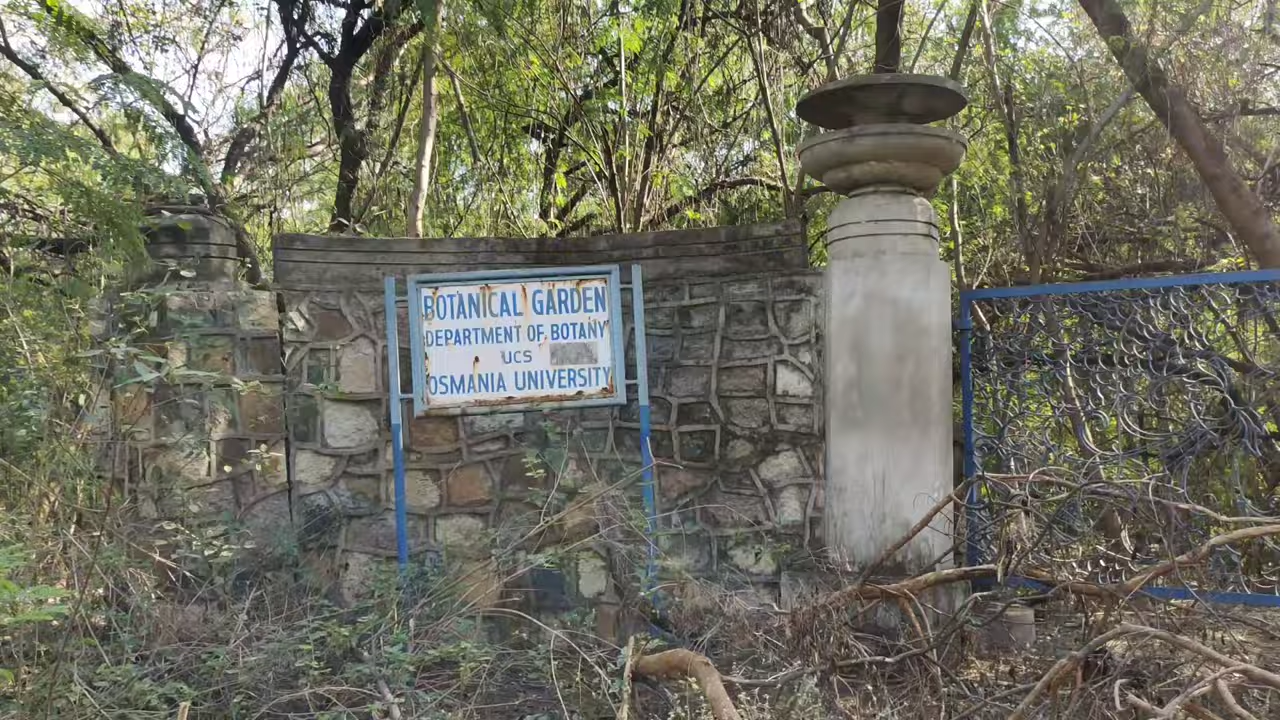 BOTANICAL GARDEN
DEPARTMENT OF BOTANY
UCS
OSMANIA UNIVERSITY